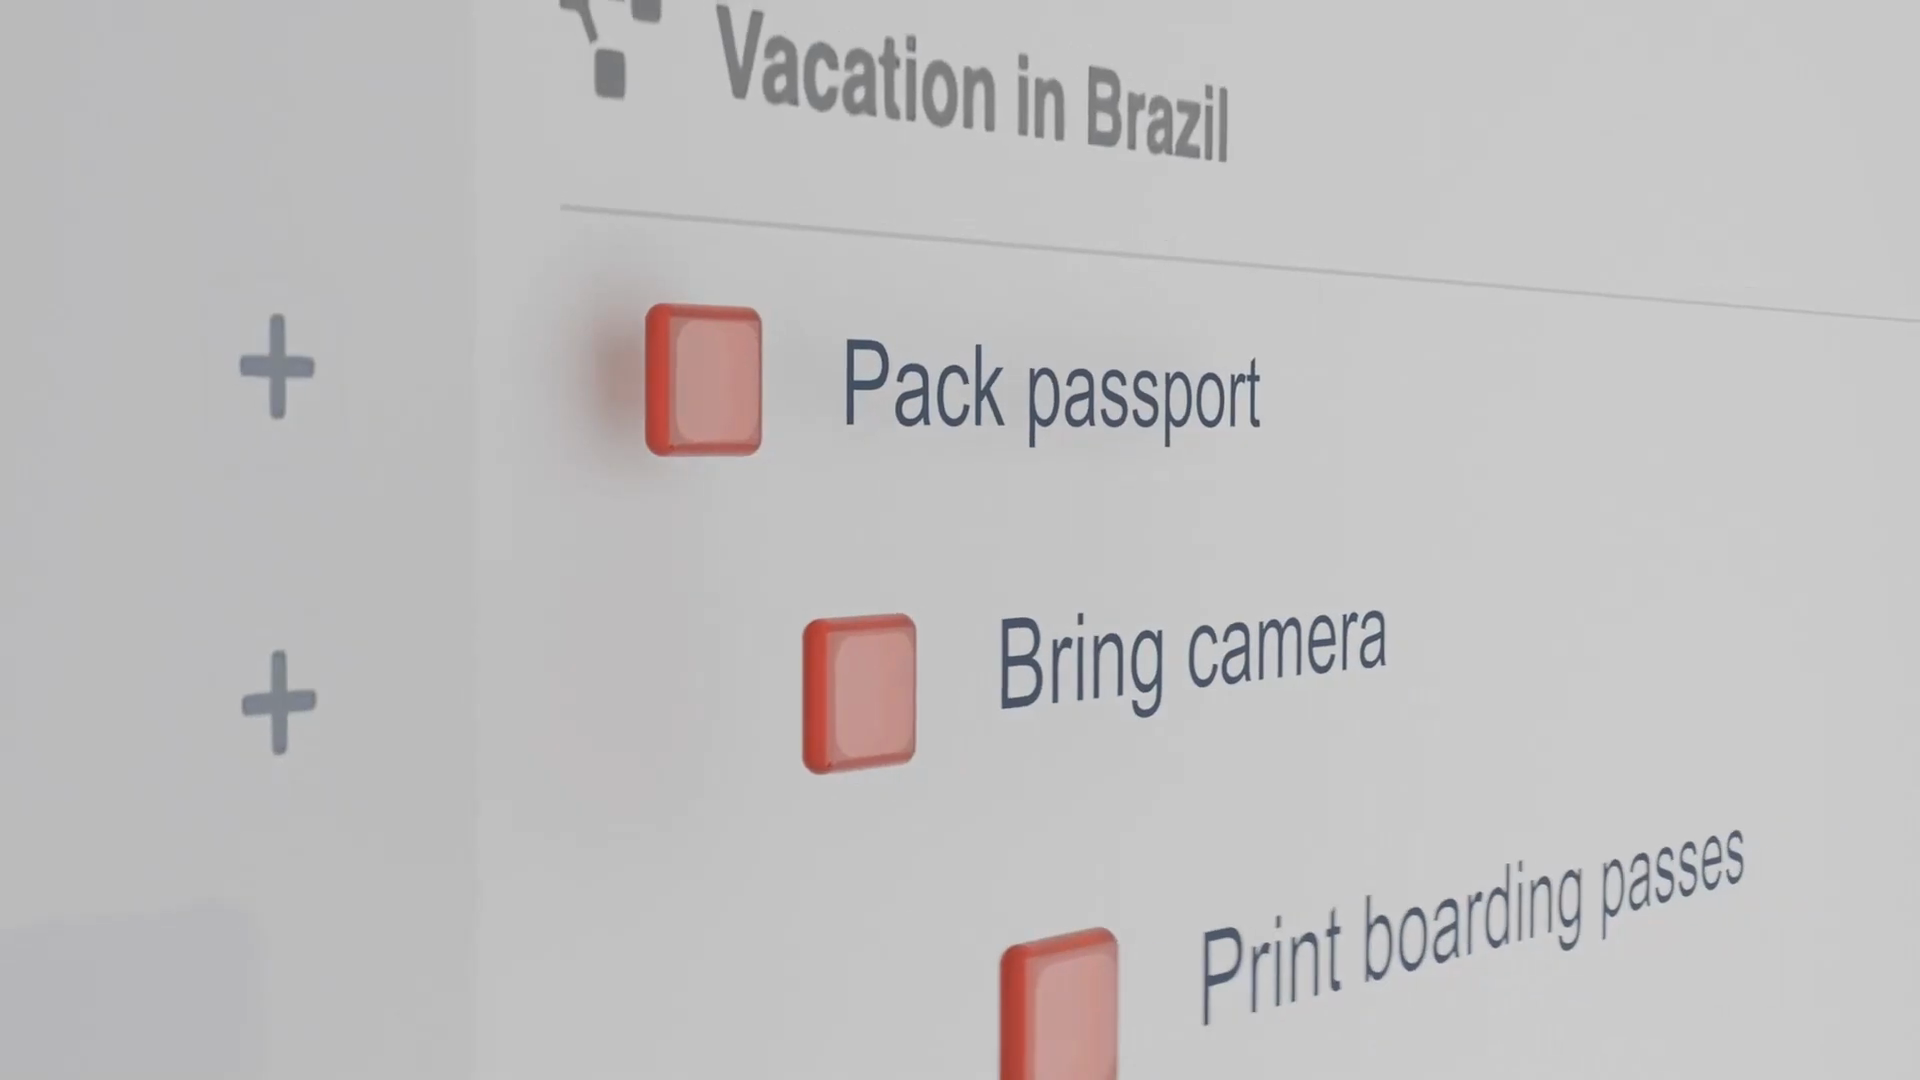 Vacation in Brazil
Pack passport
Bring camera
Print boarding passes